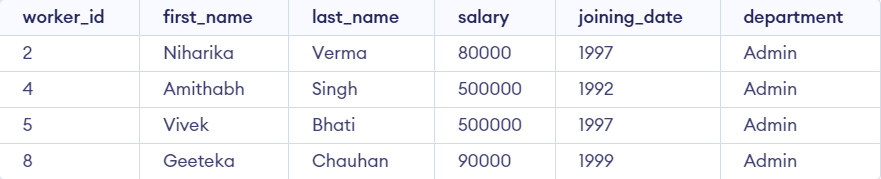 worker_id first_name last_name salary joining_date department
2 Niharika Verma 80000 1997 Admin
4 Amithabh Singh 500000 1992 Admin
5 Vivek Bhati 500000 1997 Admin
8 Geeteka Chauhan 90000 1999 Admin